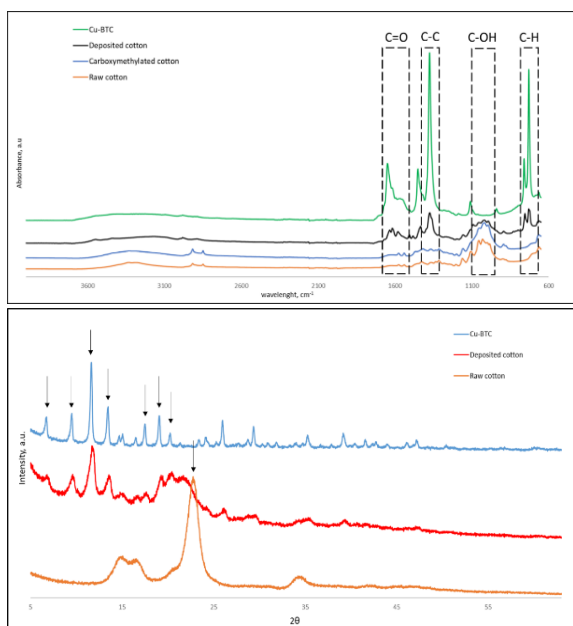 Cu-BTC
Deposited cotton
Carboxymethylated cotton
Raw cotton
C=O
C-C
C-OH
C-H
Absorbance, a.u
3600
3100
2600
2100
1600
1100
600
wavelenght, cm-1
Cu-BTC
Deposited cotton
Raw cotton
Intensity, a.u.
5
15
25
35
45
55
2θ